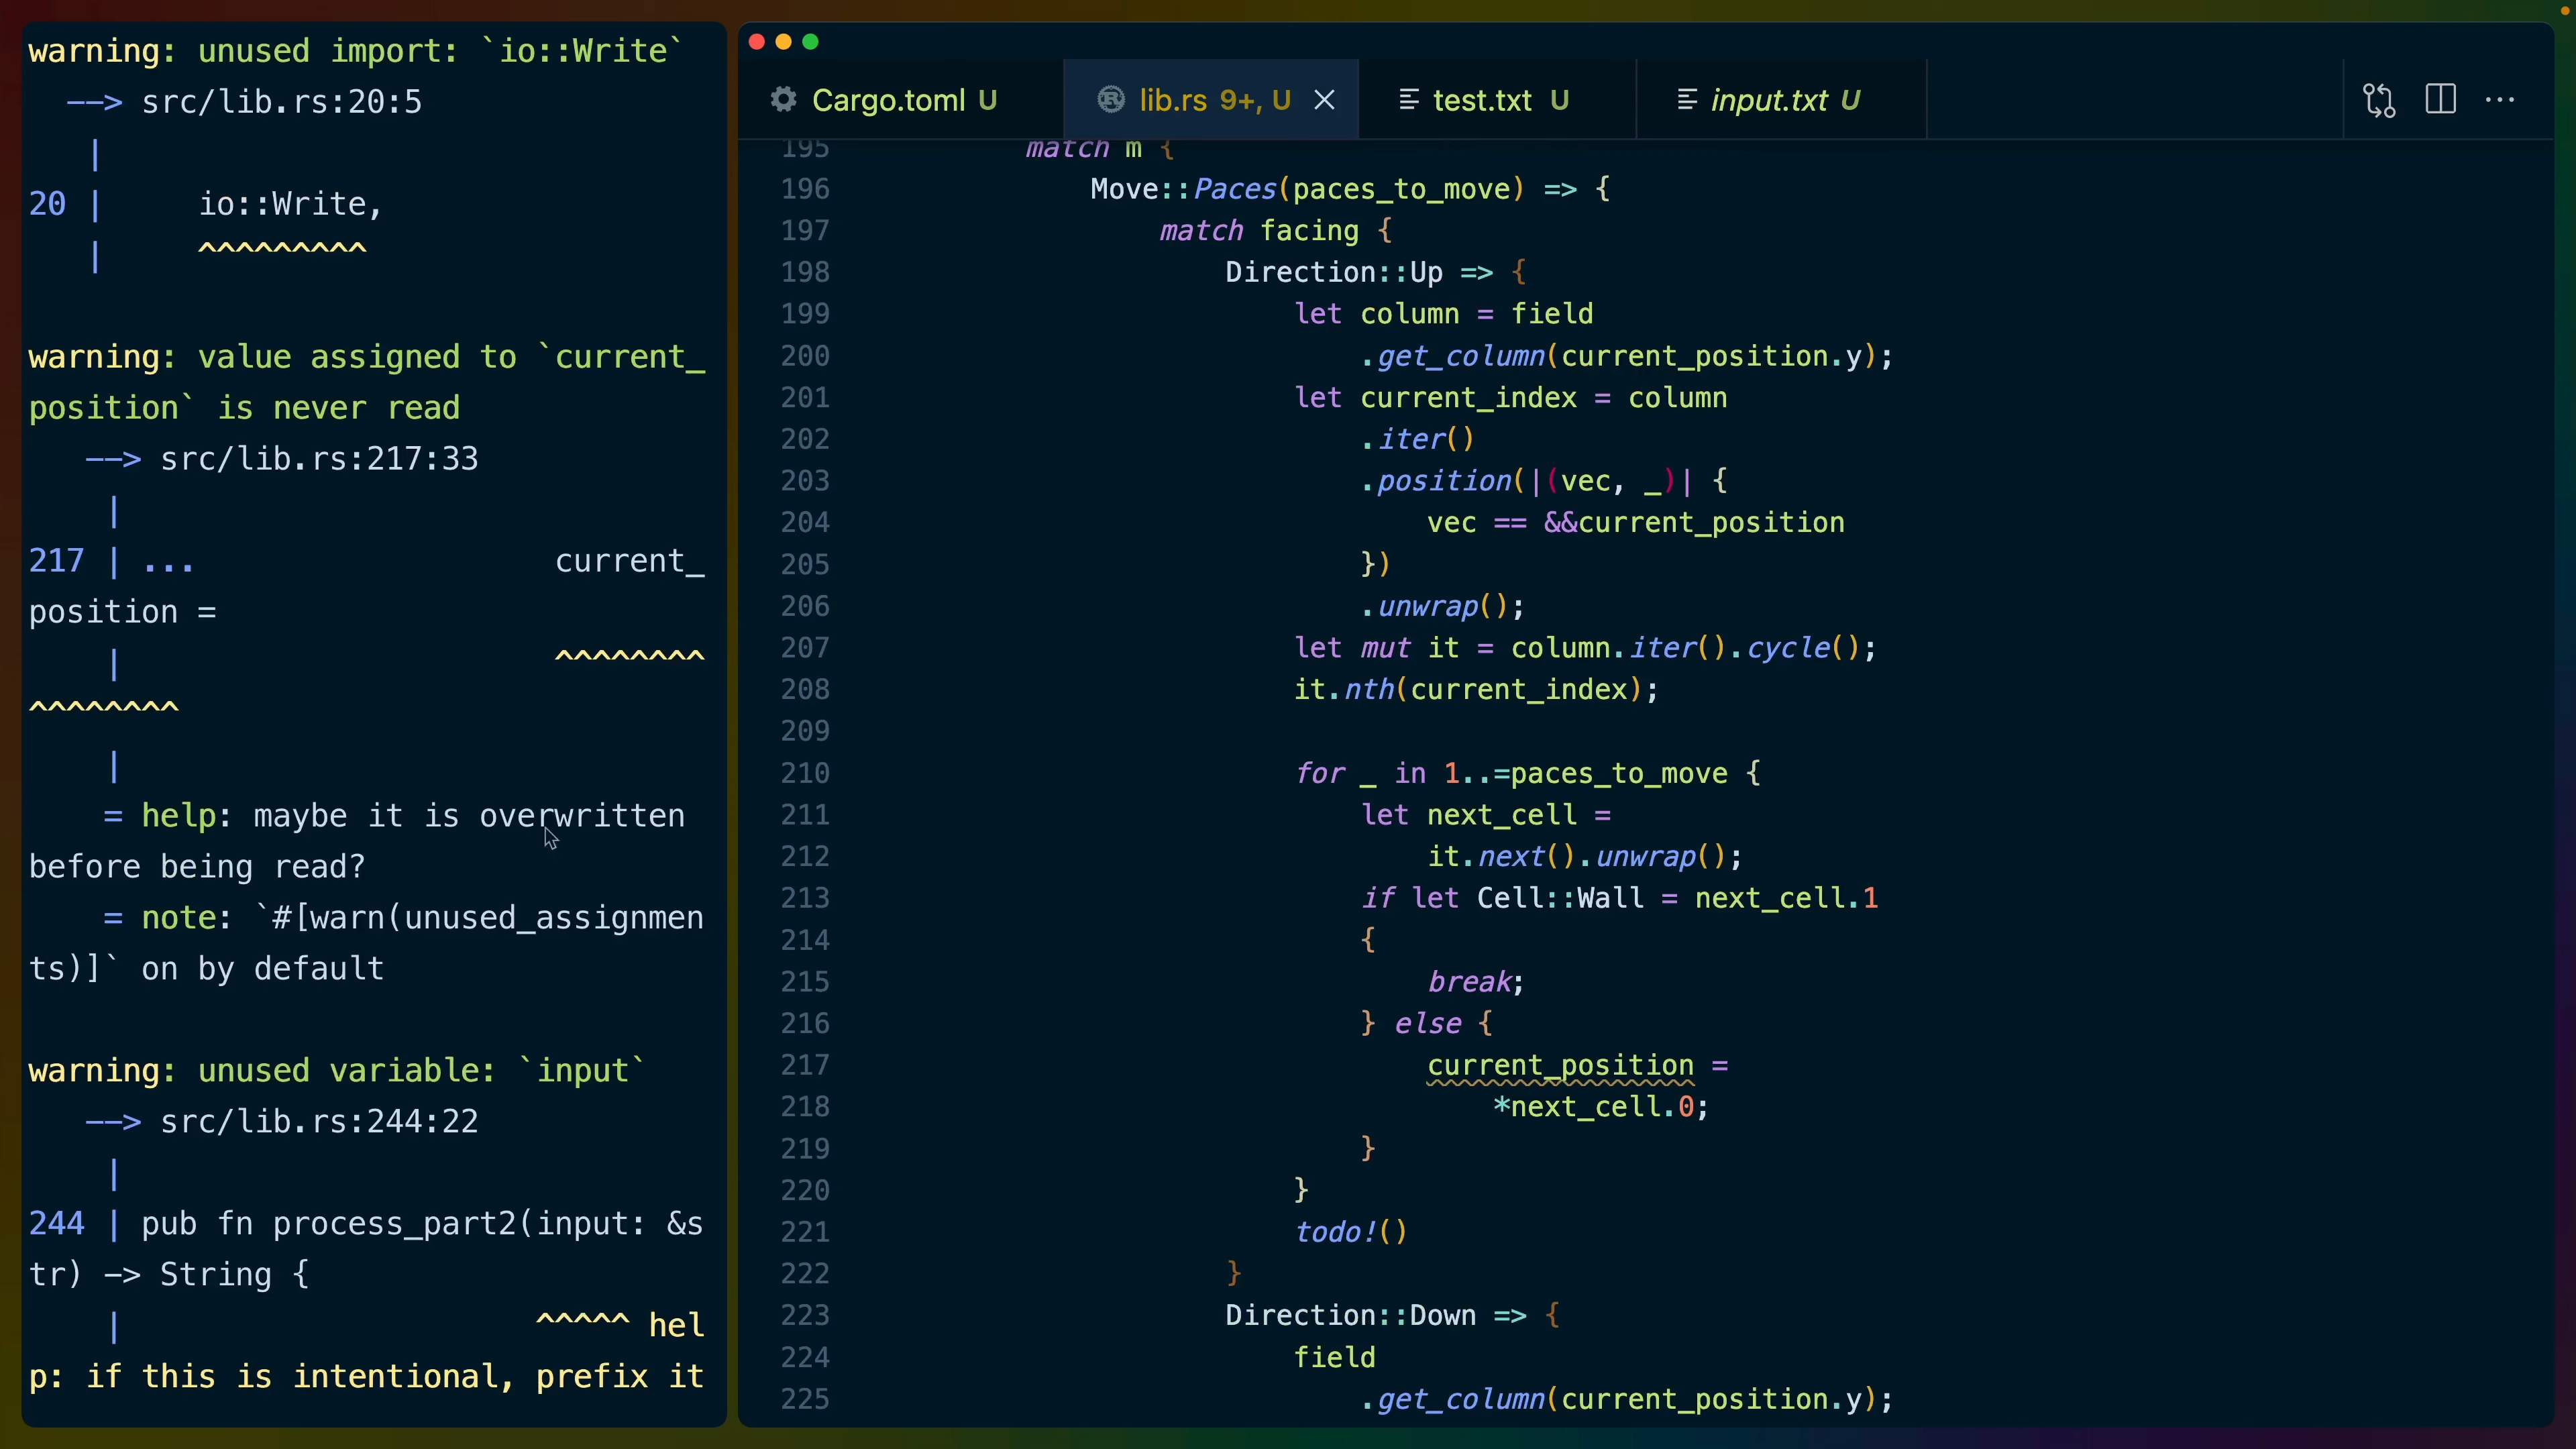 warning: unused import: `io::Write`
--> src/lib.rs:20:5
|
20 | io::Write,
| ^^^^^^^^^
warning: value assigned to `current_
position` is never read
--> src/lib.rs:217:33
|
217 | ... current_
position =
| ^^^^^^^^
^^^^^^^^
|
= help: maybe it is overwritten
before being read?
= note: `#[warn(unused_assignmen
ts)]` on by default
warning: unused variable: `input`
--> src/lib.rs:244:22
|
244 | pub fn process_part2(input: &s
tr) -> String {
| ^^^^^ hel
p: if this is intentional, prefix it
Cargo.toml U
lib.rs 9+, U
test.txt U
input.txt U
195 match m {
196 Move::Paces(paces_to_move) => {
197 match facing {
198 Direction::Up => {
199 let column = field
200 .get_column(current_position.y);
201 let current_index = column
202 .iter()
203 .position(|(vec, _)| {
204 vec == &&current_position
205 })
206 .unwrap();
207 let mut it = column.iter().cycle();
208 it.nth(current_index);
209
210 for _ in 1..=paces_to_move {
211 let next_cell =
212 it.next().unwrap();
213 if let Cell::Wall = next_cell.1
214 {
215 break;
216 } else {
217 current_position =
218 *next_cell.0;
219 }
220 }
221 todo!()
222 }
223 Direction::Down => {
224 field
225 .get_column(current_position.y);